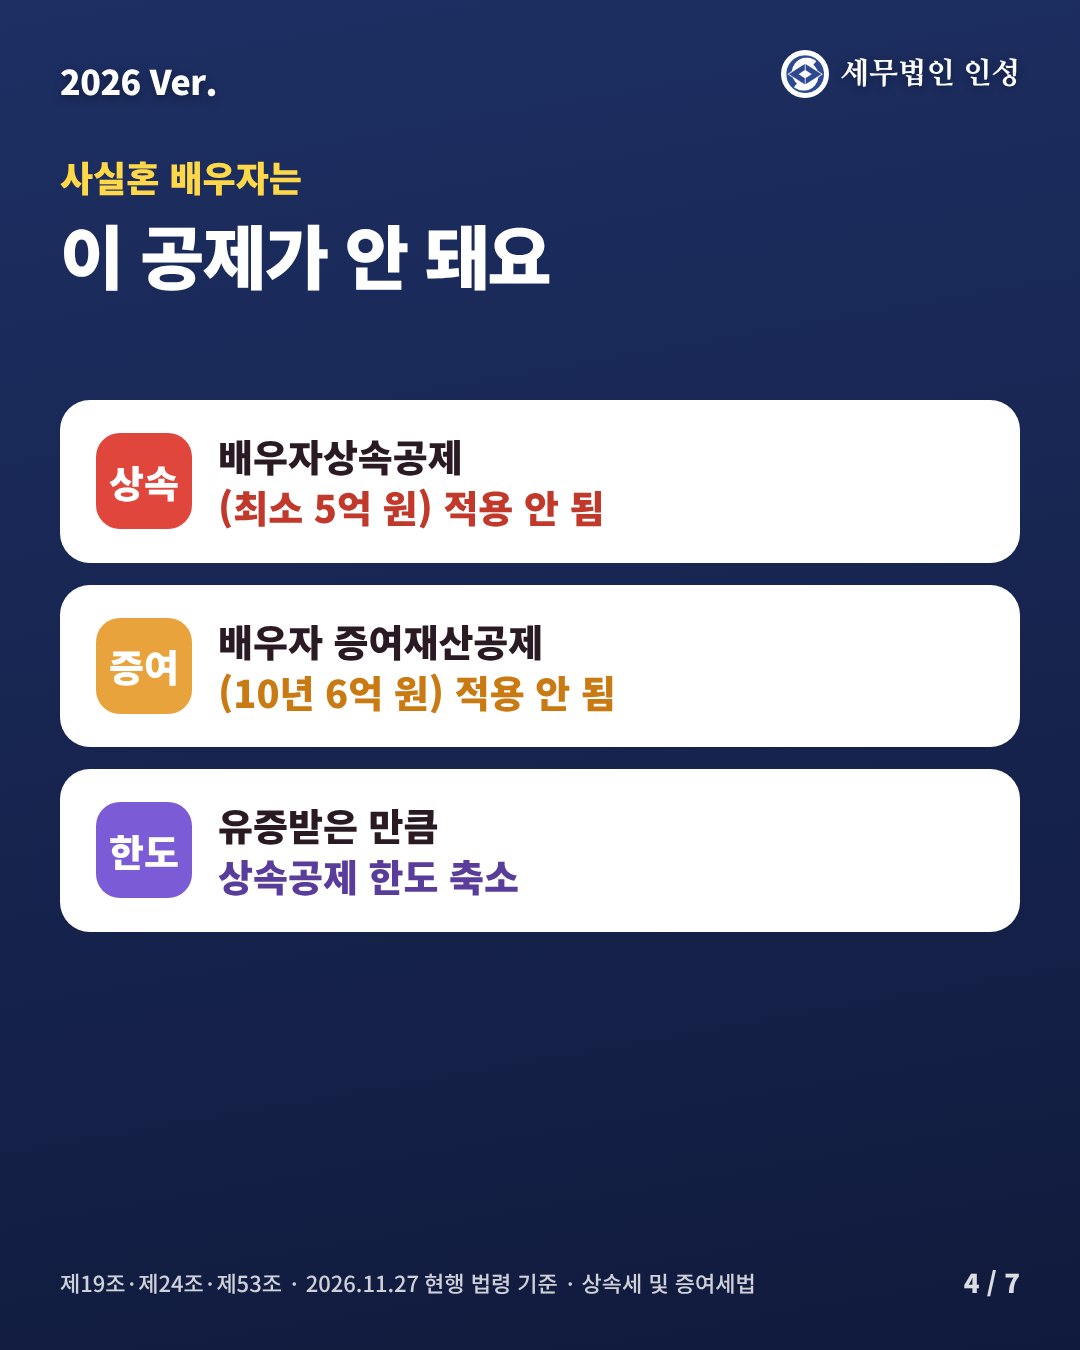 2026 Ver.
세무법인 인성
사실혼 배우자는
이 공제가 안 돼요
상속
배우자상속공제
(최소 5억 원) 적용 안 됨
증여
배우자 증여재산공제
(10년 6억 원) 적용 안 됨
한도
유증받은 만큼
상속공제 한도 축소
제19조·제24조·제53조 · 2026.11.27 현행 법령 기준 · 상속세 및 증여세법
4 / 7